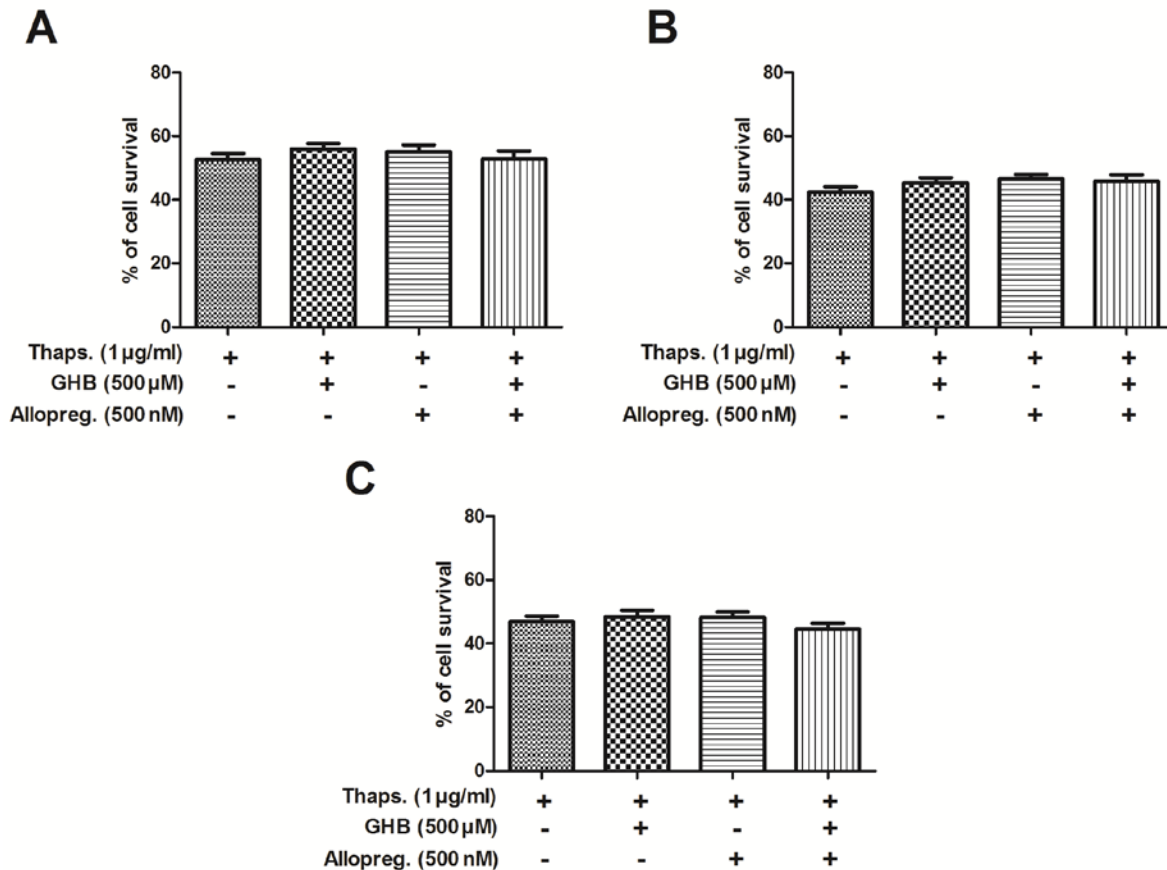 A
% of cell survival
80
60
40
20
0
Thaps. (1 µg/ml) + + + +
GHB (500 µM) - + - +
Allopreg. (500 nM) - - + +
B
% of cell survival
80
60
40
20
0
Thaps. (1 µg/ml) + + + +
GHB (500 µM) - + - +
Allopreg. (500 nM) - - + +
C
% of cell survival
80
60
40
20
0
Thaps. (1 µg/ml) + + + +
GHB (500 µM) - + - +
Allopreg. (500 nM) - - + +